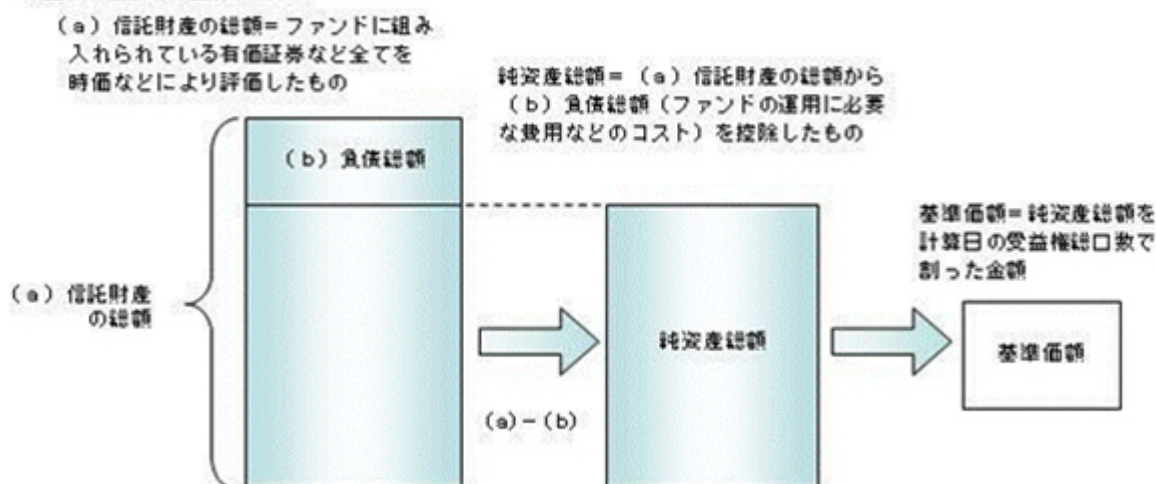 (a)信託財産の総額=ファンドに組み
入れられている有価証券など全てを
時価などにより評価したもの
純資産総額=(a)信託財産の総額から
(b)負債総額(ファンドの運用に必要
な費用などのコスト)を控除したもの
(b)負債総額
基準価額=純資産総額を
計算日の受益権総口数で
割った金額
(a)信託財産
の総額
純資産総額
基準価額
(a)-(b)